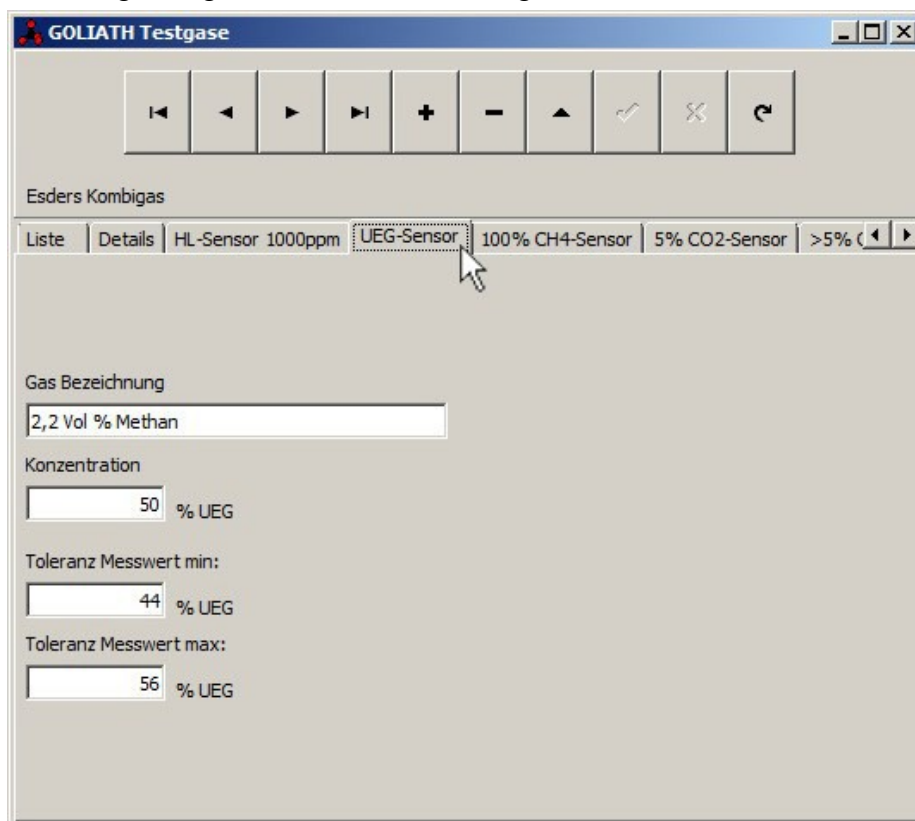 GOLIATH Testgase
Esders Kombigas
Liste Details HL-Sensor 1000ppm UEG-Sensor 100% CH4-Sensor 5% CO2-Sensor >5%
Gas Bezeichnung
2,2 Vol % Methan
Konzentration
50 % UEG
Toleranz Messwert min:
44 % UEG
Toleranz Messwert max:
56 % UEG